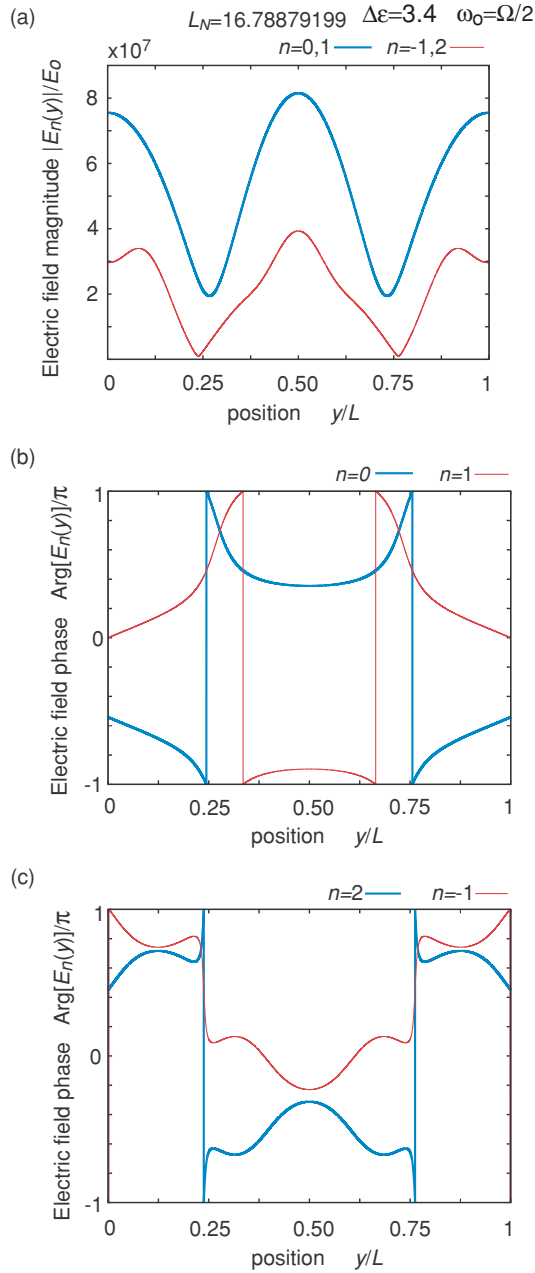 (a)
L_N=16.78879199 Δε=3.4 ω₀=Ω/2
x10⁷ n=0,1 n=-1,2
Electric field magnitude |E_n(y)|/E_o
8
6
4
2
0 0.25 0.50 0.75 1
position y/L
(b)
n=0 n=1
Electric field phase Arg[E_n(y)]/π
1
0
-1
0 0.25 0.50 0.75 1
position y/L
(c)
n=2 n=-1
Electric field phase Arg[E_n(y)]/π
1
0
-1
0 0.25 0.50 0.75 1
position y/L